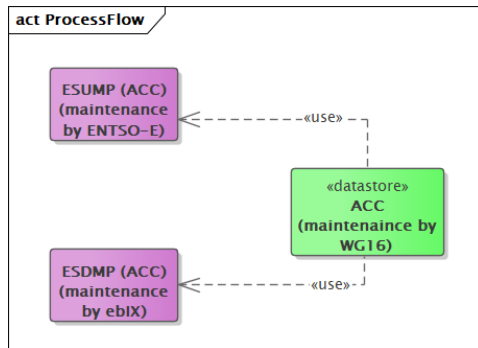 act ProcessFlow
ESUMP (ACC)
(maintenance
by ENTSO-E)
«use»
«datastore»
ACC
(maintenaince by
WG16)
ESDMP (ACC)
(maintenance
by ebIX)
«use»